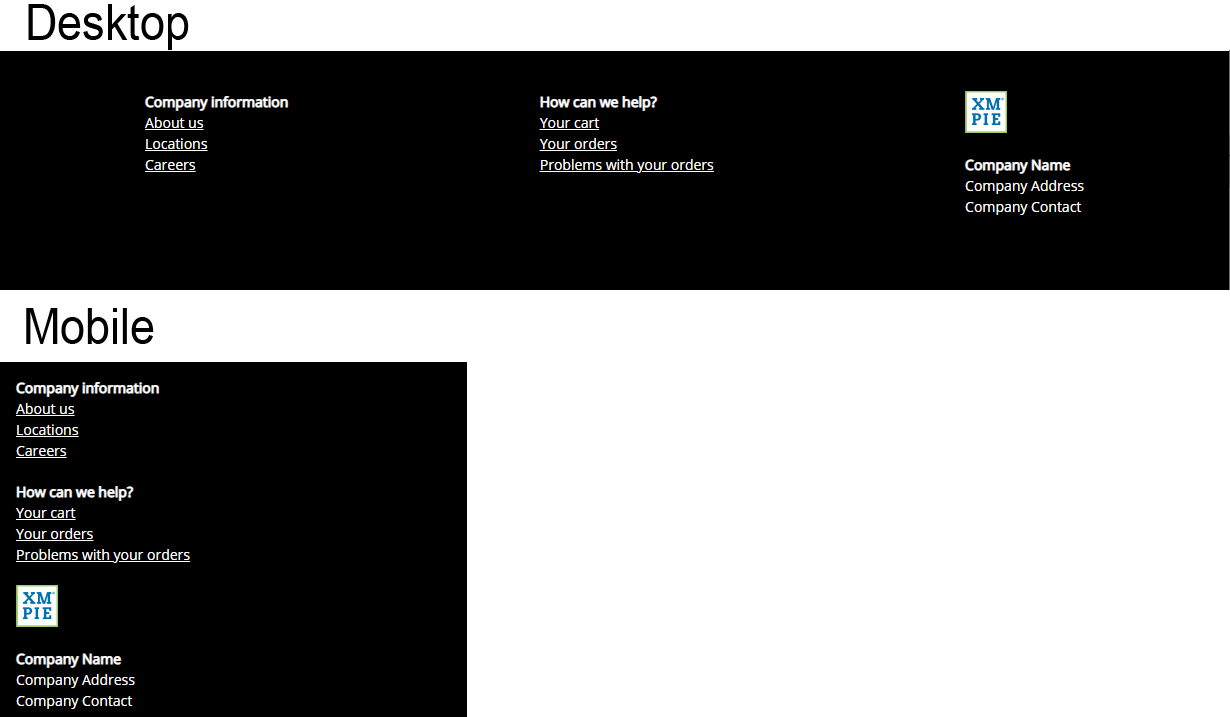 Desktop
Company information
About us
Locations
Careers
How can we help?
Your cart
Your orders
Problems with your orders
XM
PIE
Company Name
Company Address
Company Contact
Mobile
Company information
About us
Locations
Careers
How can we help?
Your cart
Your orders
Problems with your orders
XM
PIE
Company Name
Company Address
Company Contact